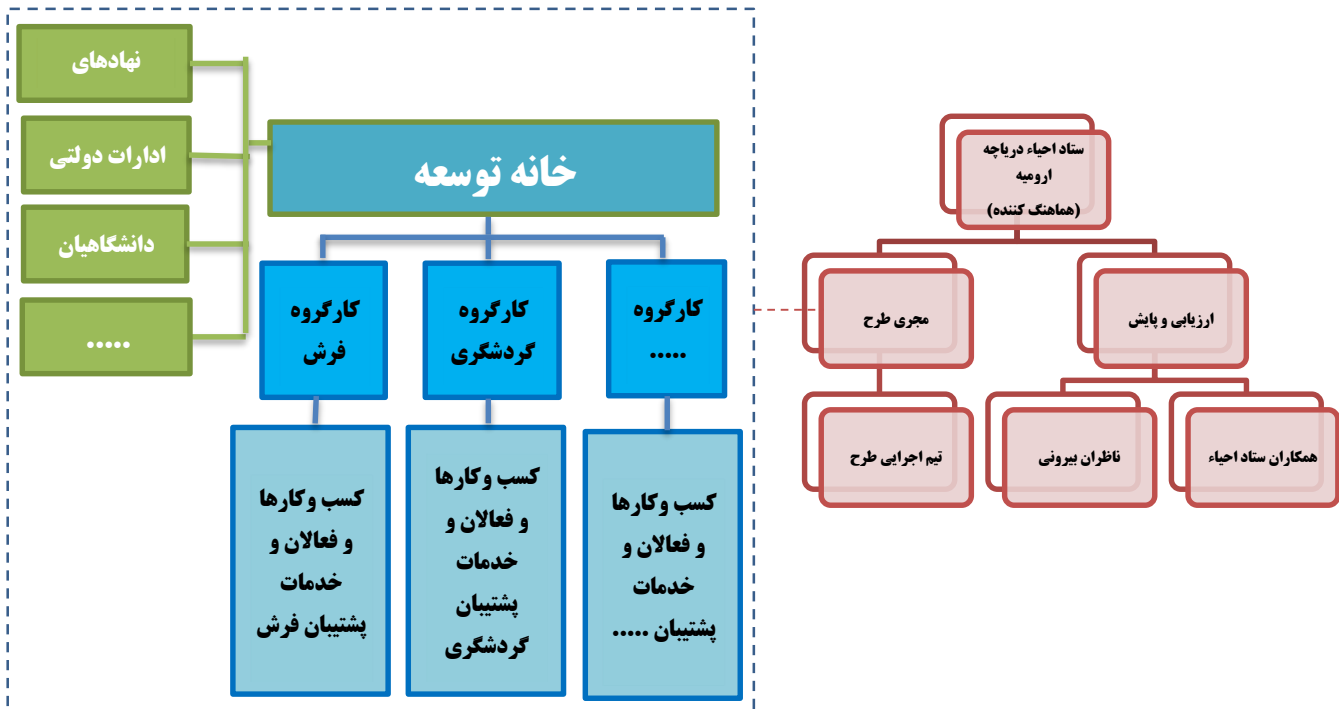 نهادهای
ادارات دولتی
دانشگاهیان
.....
خانه توسعه
کارگروه
فرش
کارگروه
گردشگری
کارگروه
.....
کسب وکارها
و فعالان و
خدمات
پشتیبان فرش
کسب وکارها
و فعالان و
خدمات
پشتیبان
گردشگری
کسب وکارها
و فعالان و
خدمات
پشتیبان .....
ستاد احیاء دریاچه
ارومیه
(هماهنگ کننده)
مجری طرح
ارزیابی و پایش
تیم اجرایی طرح
ناظران بیرونی
همکاران ستاد احیاء